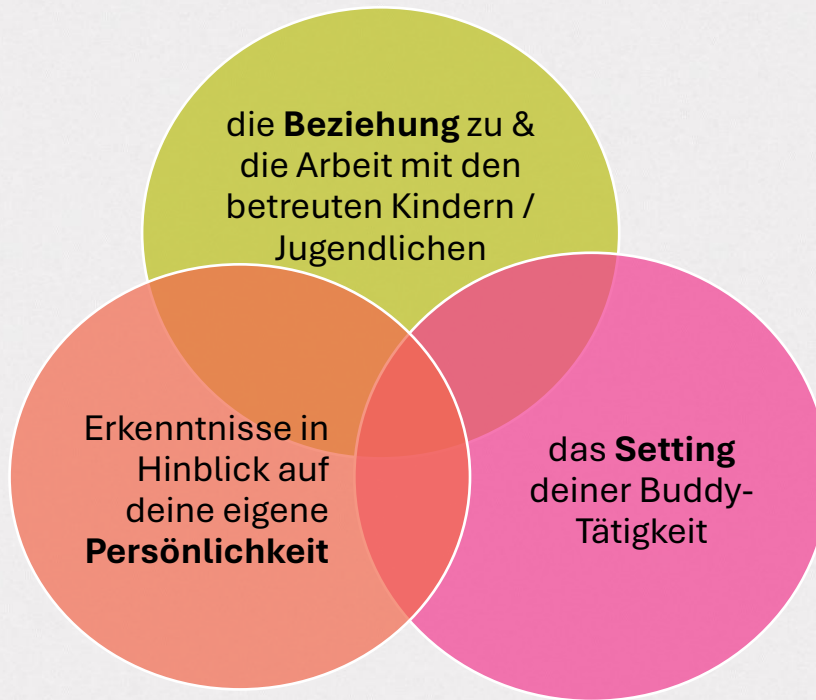 die Beziehung zu &
die Arbeit mit den
betreuten Kindern /
Jugendlichen
Erkenntnisse in
Hinblick auf
deine eigene
Persönlichkeit
das Setting
deiner Buddy-
Tätigkeit